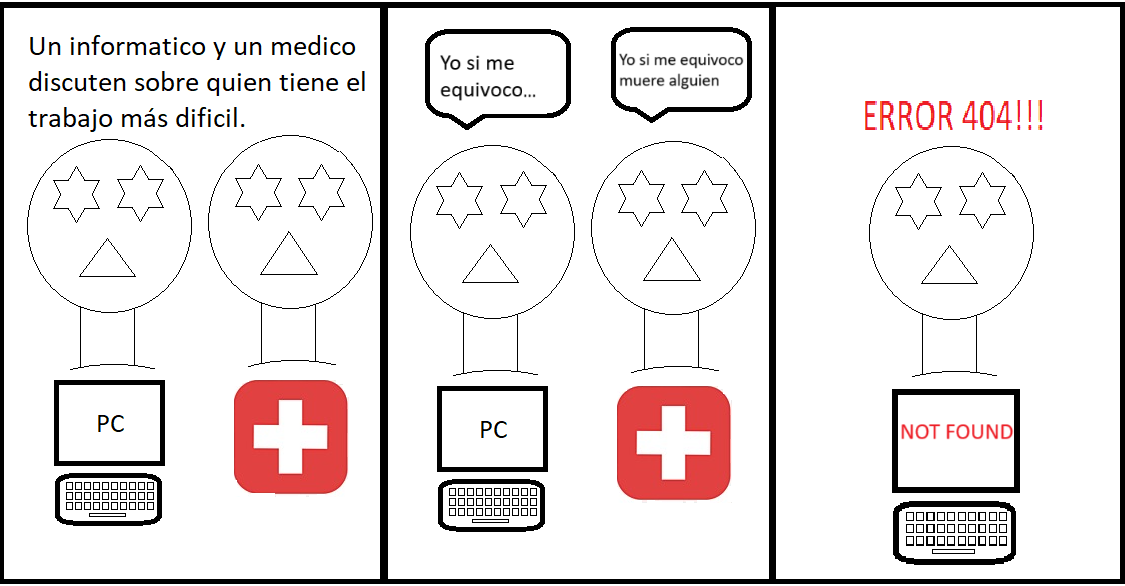 Un informatico y un medico
discuten sobre quien tiene el
trabajo más dificil.
PC
Yo si me
equivoco...
Yo si me equivoco
muere alguien
PC
ERROR 404!!!
NOT FOUND